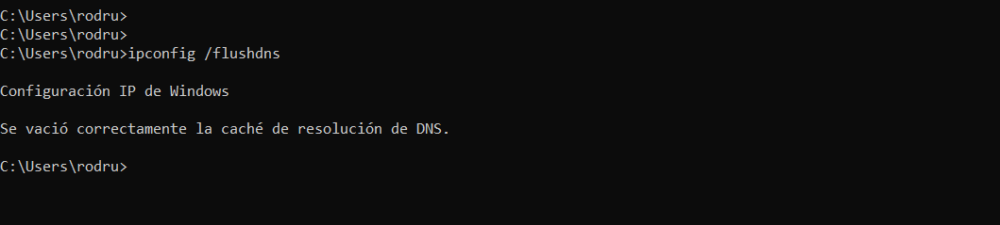 C:\Users\rodru>
C:\Users\rodru>
C:\Users\rodru>ipconfig /flushdns
Configuración IP de Windows
Se vació correctamente la caché de resolución de DNS.
C:\Users\rodru>